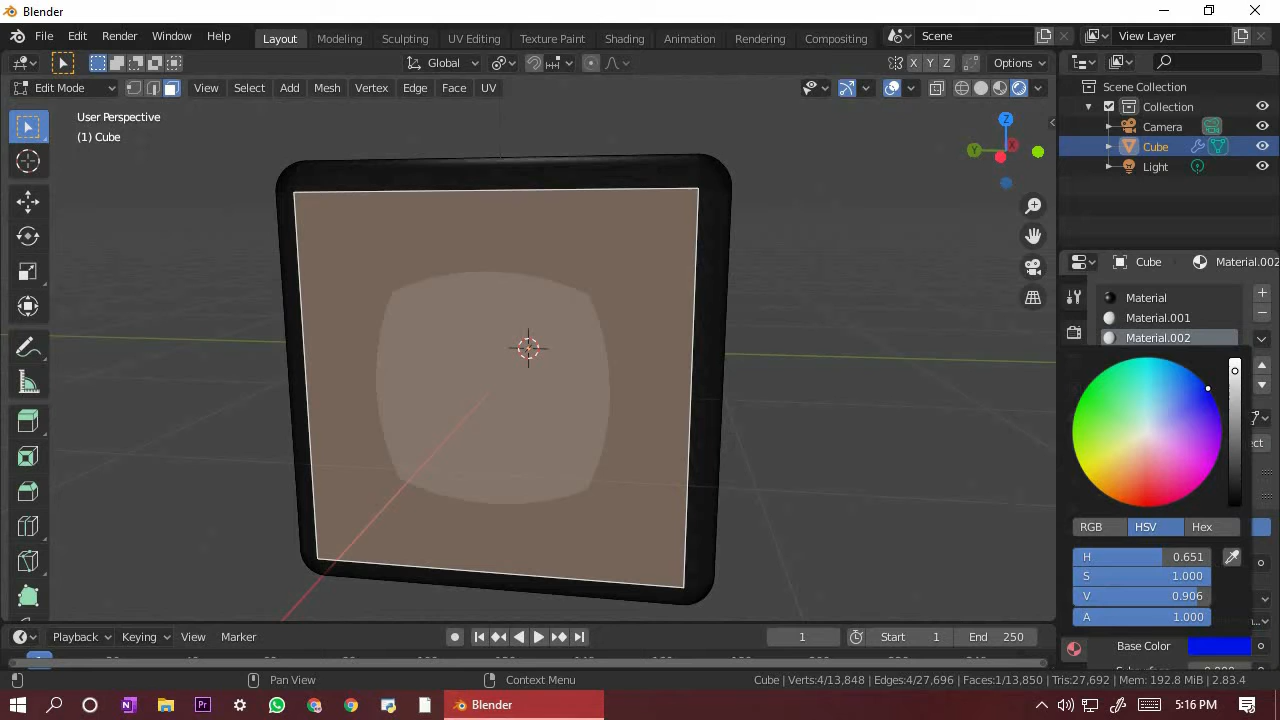 Blender
File Edit Render Window Help Layout Modeling Sculpting UV Editing Texture Paint Shading Animation Rendering Compositing Scene View Layer
Global X Y Z Options
Edit Mode View Select Add Mesh Vertex Edge Face UV
Scene Collection
User Perspective
(1) Cube
Collection
Camera
Cube
Light
Z
Y
X
Cube Material.002
Material
Material.001
Material.002
RGB HSV Hex
H 0.651
S 1.000
V 0.906
A 1.000
Playback Keying View Marker 1 Start 1 End 250
Base Color
Pan View Context Menu Cube | Verts:4/13,848 | Edges:4/27,696 | Faces:1/13,850 | Tris:27,692 | Mem: 192.8 MiB | 2.83.4
Blender 5:16 PM